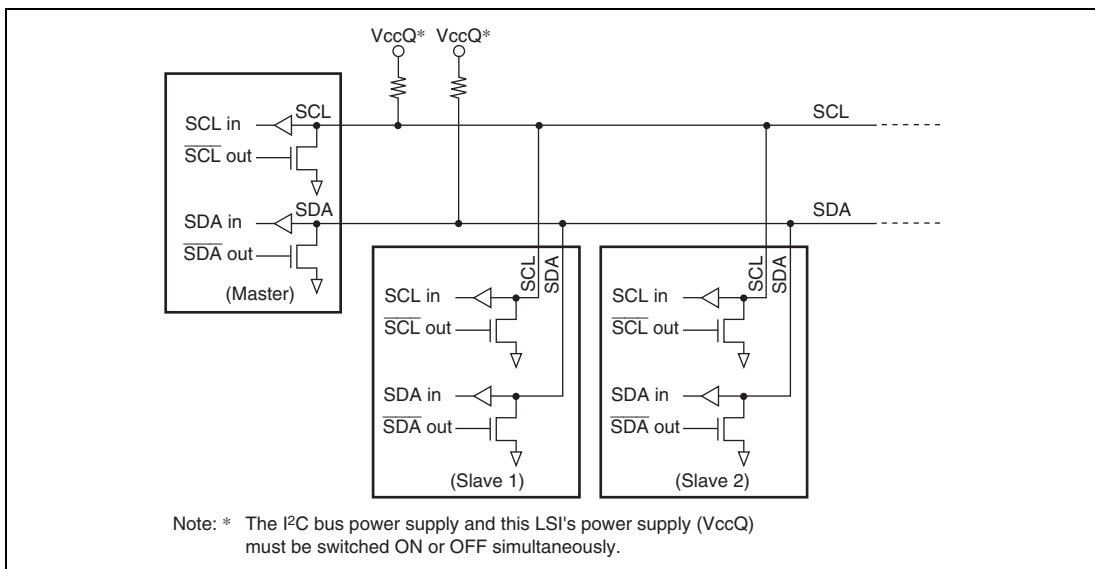 VccQ* VccQ*
SCL in
SCL
SCL
SCL out
SDA in
SDA
SDA
SDA out
(Master)
SCL
SDA
SCL
SDA
SCL in
SCL in
SCL out
SCL out
SDA in
SDA in
SDA out
SDA out
(Slave 1)
(Slave 2)
Note: * The I²C bus power supply and this LSI's power supply (VccQ)
must be switched ON or OFF simultaneously.